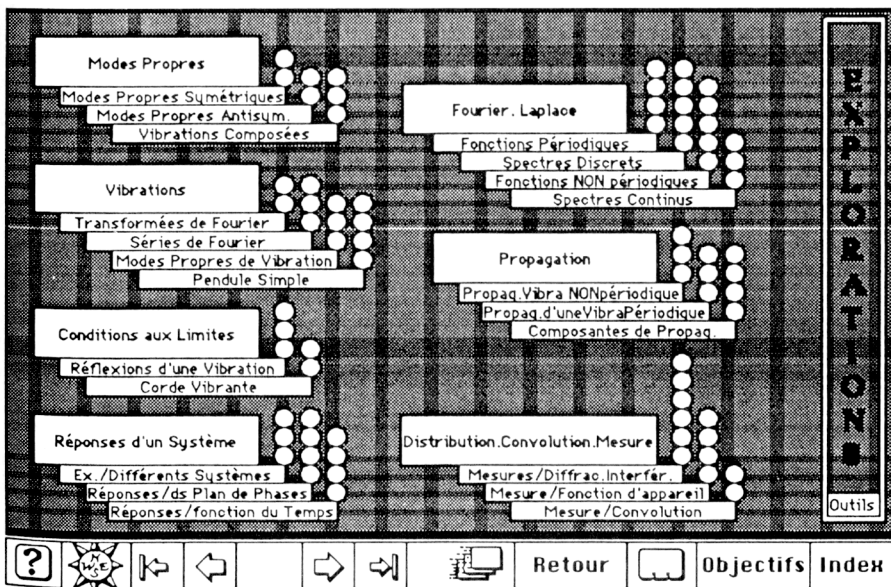 Modes Propres
Modes Propres Symétriques
Modes Propres Antisym.
Vibrations Composées
Vibrations
Transformées de Fourier
Séries de Fourier
Modes Propres de Vibration
Pendule Simple
Conditions aux Limites
Réflexions d'une Vibration
Corde Vibrante
Réponses d'un Système
Ex./Différents Systèmes
Réponses/ds Plan de Phases
Réponses/fonction du Temps
Fourier. Laplace
Fonctions Périodiques
Spectres Discrets
Fonctions NON périodiques
Spectres Continus
Propagation
Propag.Vibra NONpériodique
Propag.d'uneVibraPériodique
Composantes de Propag.
Distribution.Convolution.Mesure
Mesures/Diffrac.Interfér.
Mesure/Fonction d'appareil
Mesure/Convolution
EXPLORATIONS
Outils
? N W E S Retour Objectifs Index